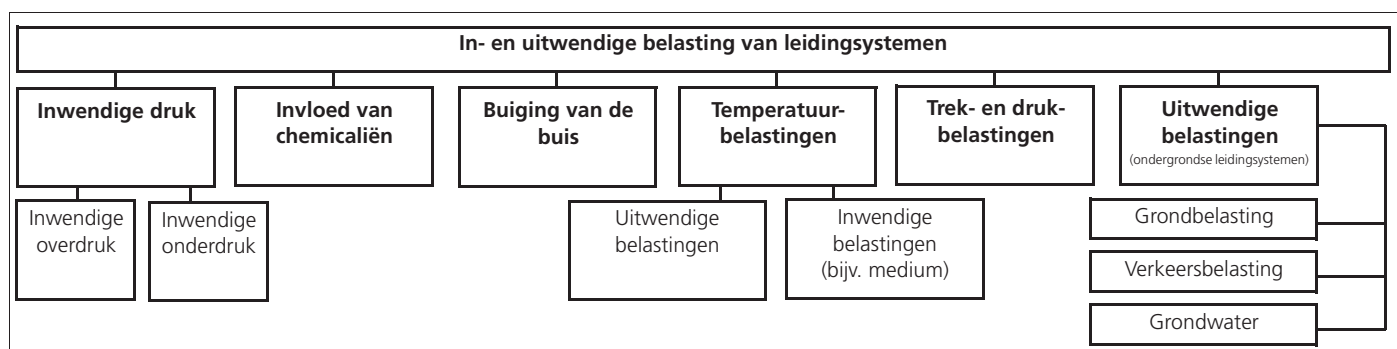 In- en uitwendige belasting van leidingsystemen
Inwendige druk
Invloed van
chemicaliën
Buiging van de
buis
Temperatuur-
belastingen
Trek- en druk-
belastingen
Uitwendige
belastingen
(ondergrondse leidingsystemen)
Inwendige
overdruk
Inwendige
onderdruk
Uitwendige
belastingen
Inwendige
belastingen
(bijv. medium)
Grondbelasting
Verkeersbelasting
Grondwater